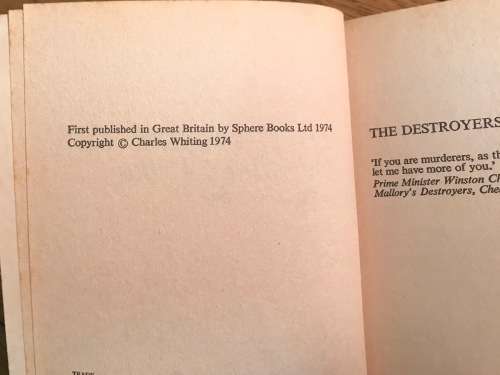 First published in Great Britain by Sphere Books Ltd 1974
Copyright © Charles Whiting 1974
THE DESTROYERS
'If you are murderers, as th
let me have more of you.'
Prime Minister Winston Ch
Mallory's Destroyers, Che